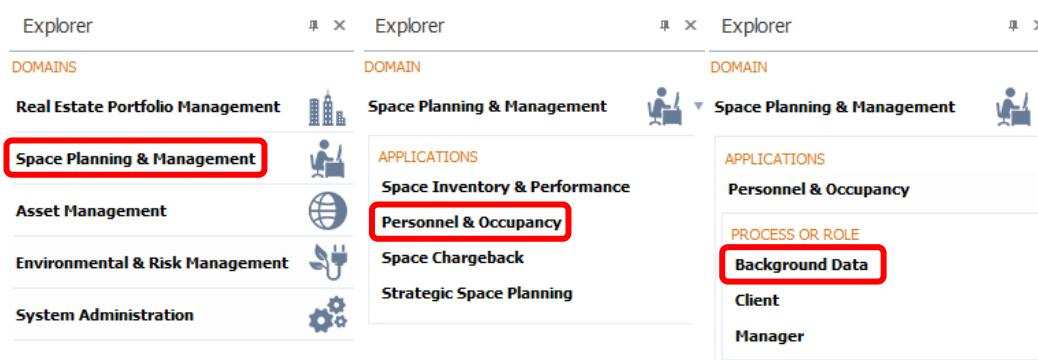 Explorer
DOMAINS
Real Estate Portfolio Management
Space Planning & Management
Asset Management
Environmental & Risk Management
System Administration
Explorer
DOMAIN
Space Planning & Management
APPLICATIONS
Space Inventory & Performance
Personnel & Occupancy
Space Chargeback
Strategic Space Planning
Explorer
DOMAIN
Space Planning & Management
APPLICATIONS
Personnel & Occupancy
PROCESS OR ROLE
Background Data
Client
Manager